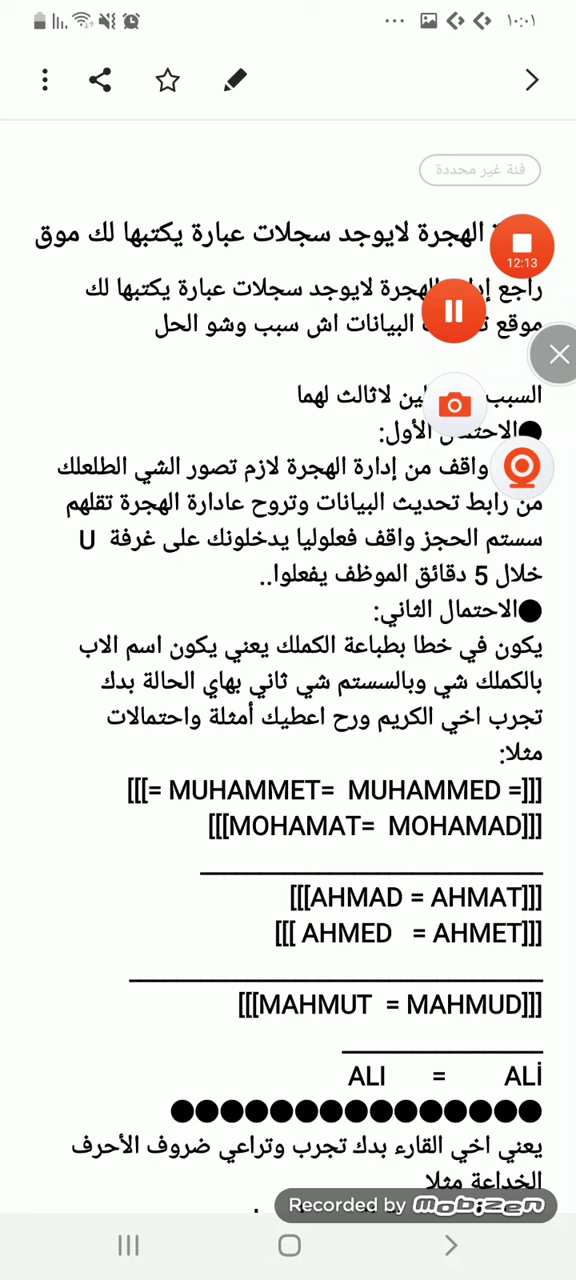 ١٠:٠١
فئة غير محددة
الهجرة لايوجد سجلات عبارة يكتبها لك موق
12:13
راجع الهجرة لايوجد سجلات عبارة يكتبها لك
موقع البيانات اش سبب وشو الحل
السبب لاثالث لهما
●الاحتمال الأول:
واقف من إدارة الهجرة لازم تصور الشي الطلعلك
من رابط تحديث البيانات وتروح عادارة الهجرة تقلهم
سستم الحجز واقف فعلوليا يدخلونك على غرفة U
خلال 5 دقائق الموظف يفعلوا..
●الاحتمال الثاني:
يكون في خطا بطباعة الكملك يعني يكون اسم الاب
بالكملك شي وبالسستم شي ثاني بهاي الحالة بدك
تجرب اخي الكريم ورح اعطيك أمثلة واحتمالات
مثلا:
[[[= MUHAMMET= MUHAMMED =]]]
[[[MOHAMAT= MOHAMAD]]]
[[[AHMAD = AHMAT]]]
[[[ AHMED = AHMET]]]
[[[MAHMUT = MAHMUD]]]
ALI = ALİ
●●●●●●●●●●●●●●●
يعني اخي القارء بدك تجرب وتراعي ضروف الأحرف
الخداعة مثلا
Recorded by mobizen